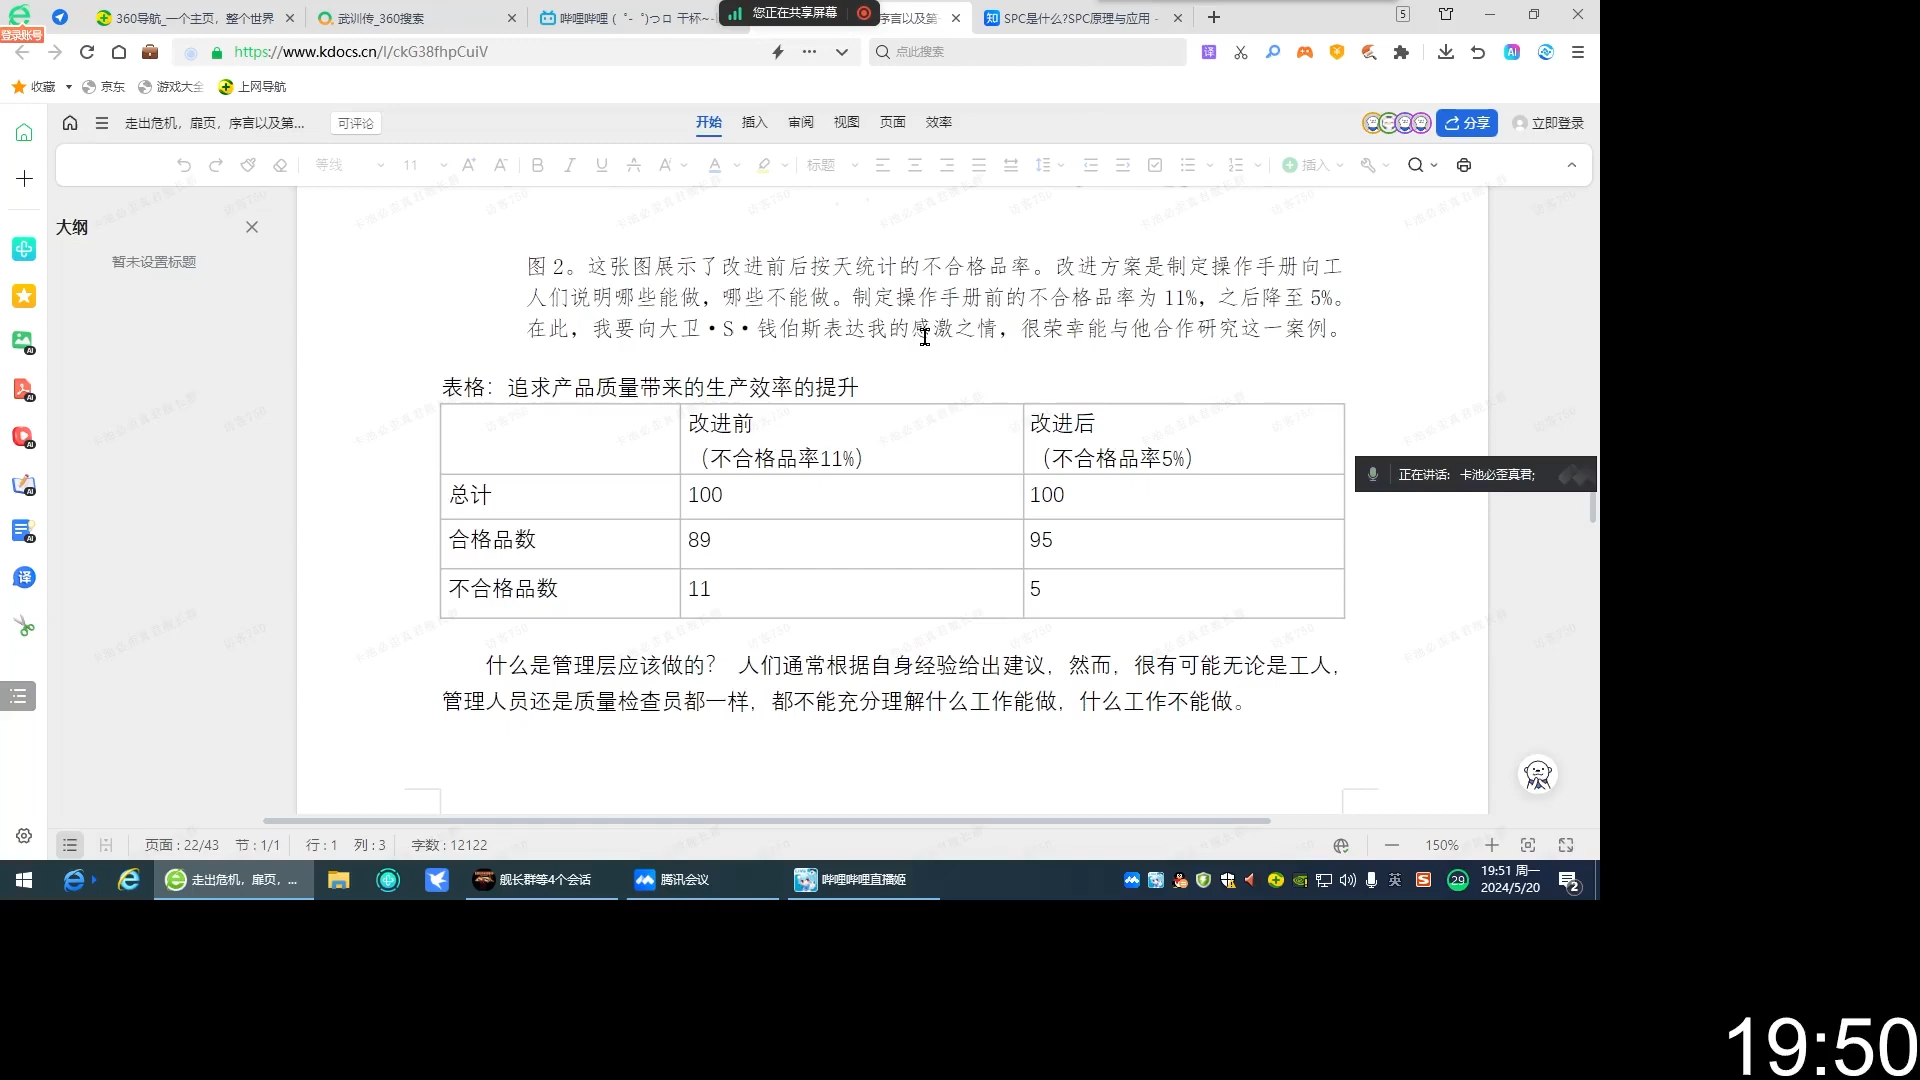 360导航_一个主页，整个世界
武训传_360搜索
哔哩哔哩 (゜-゜)つロ 干杯~-
您正在共享屏幕
序言以及第
SPC是什么?SPC原理与应用 -
5
登录账号
https://www.kdocs.cn/l/ckG38fhpCuiV
点此搜索
收藏
京东
游戏大全
上网导航
走出危机，扉页，序言以及第...
可评论
开始
插入
审阅
视图
页面
效率
分享
立即登录
等线
11
标题
插入
大纲
暂未设置标题
图 2。这张图展示了改进前后按天统计的不合格品率。改进方案是制定操作手册向工
人们说明哪些能做，哪些不能做。制定操作手册前的不合格品率为 11%，之后降至 5%。
在此，我要向大卫•S•钱伯斯表达我的感激之情，很荣幸能与他合作研究这一案例。
表格：追求产品质量带来的生产效率的提升
改进前
（不合格品率11%）
改进后
（不合格品率5%）
总计
100
100
合格品数
89
95
不合格品数
11
5
正在讲话： 卡池必歪真君;
什么是管理层应该做的？ 人们通常根据自身经验给出建议，然而，很有可能无论是工人，
管理人员还是质量检查员都一样，都不能充分理解什么工作能做，什么工作不能做。
页面：22/43
节：1/1
行：1
列：3
字数：12122
150%
走出危机，扉页，...
舰长群等4个会话
腾讯会议
哔哩哔哩直播姬
英
29
19:51 周一
2024/5/20
2
19:50